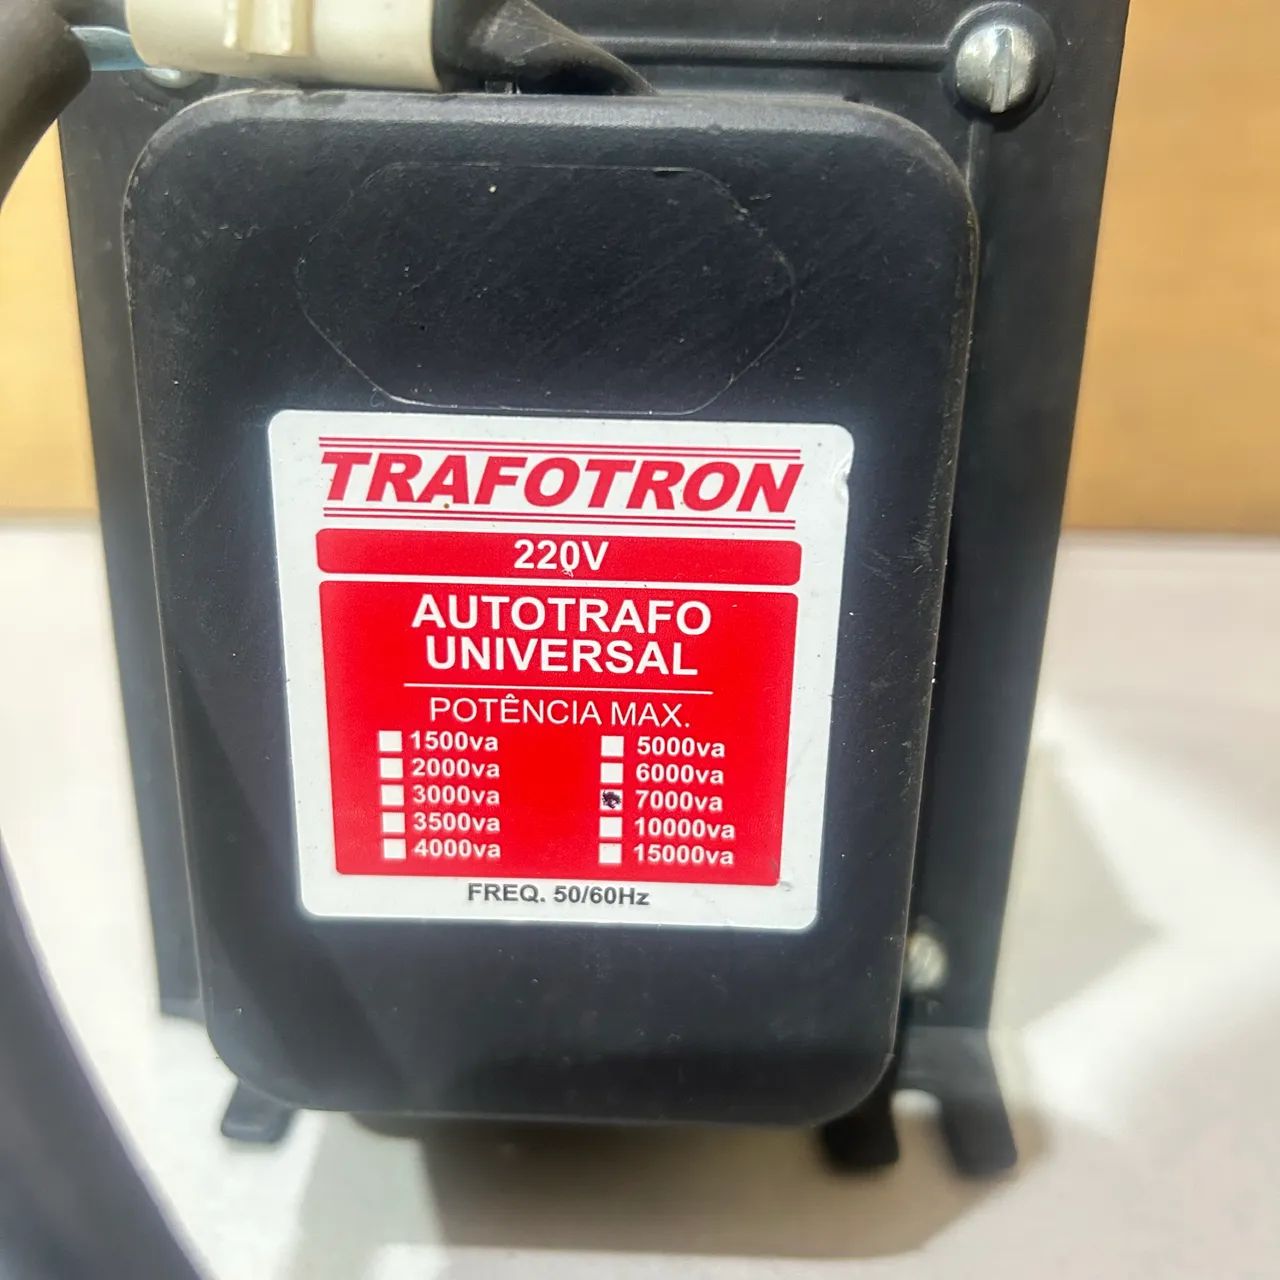 TRAFOTRON
220V
AUTOTRAFO
UNIVERSAL
POTÊNCIA MAX.
1500va
2000va
3000va
3500va
4000va
5000va
6000va
7000va
10000va
15000va
FREQ. 50/60Hz